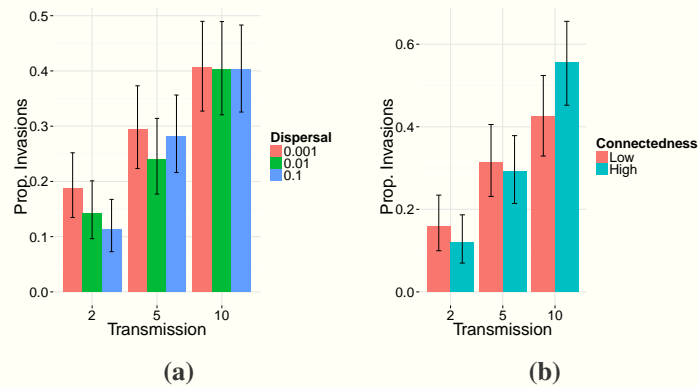 0.5
0.4
0.3
0.2
0.1
0.0
Prop. Invasions
2 5 10
Transmission
Dispersal
0.001
0.01
0.1
(a)
0.6
0.4
0.2
0.0
Prop. Invasions
2 5 10
Transmission
Connectedness
Low
High
(b)